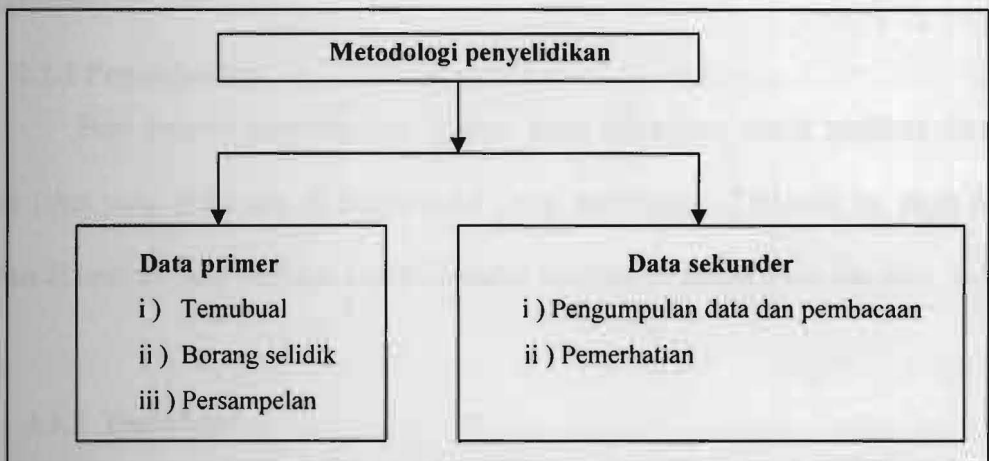 Metodologi penyelidikan
Data primer
i ) Temubual
ii ) Borang selidik
iii ) Persampelan
Data sekunder
i ) Pengumpulan data dan pembacaan
ii ) Pemerhatian